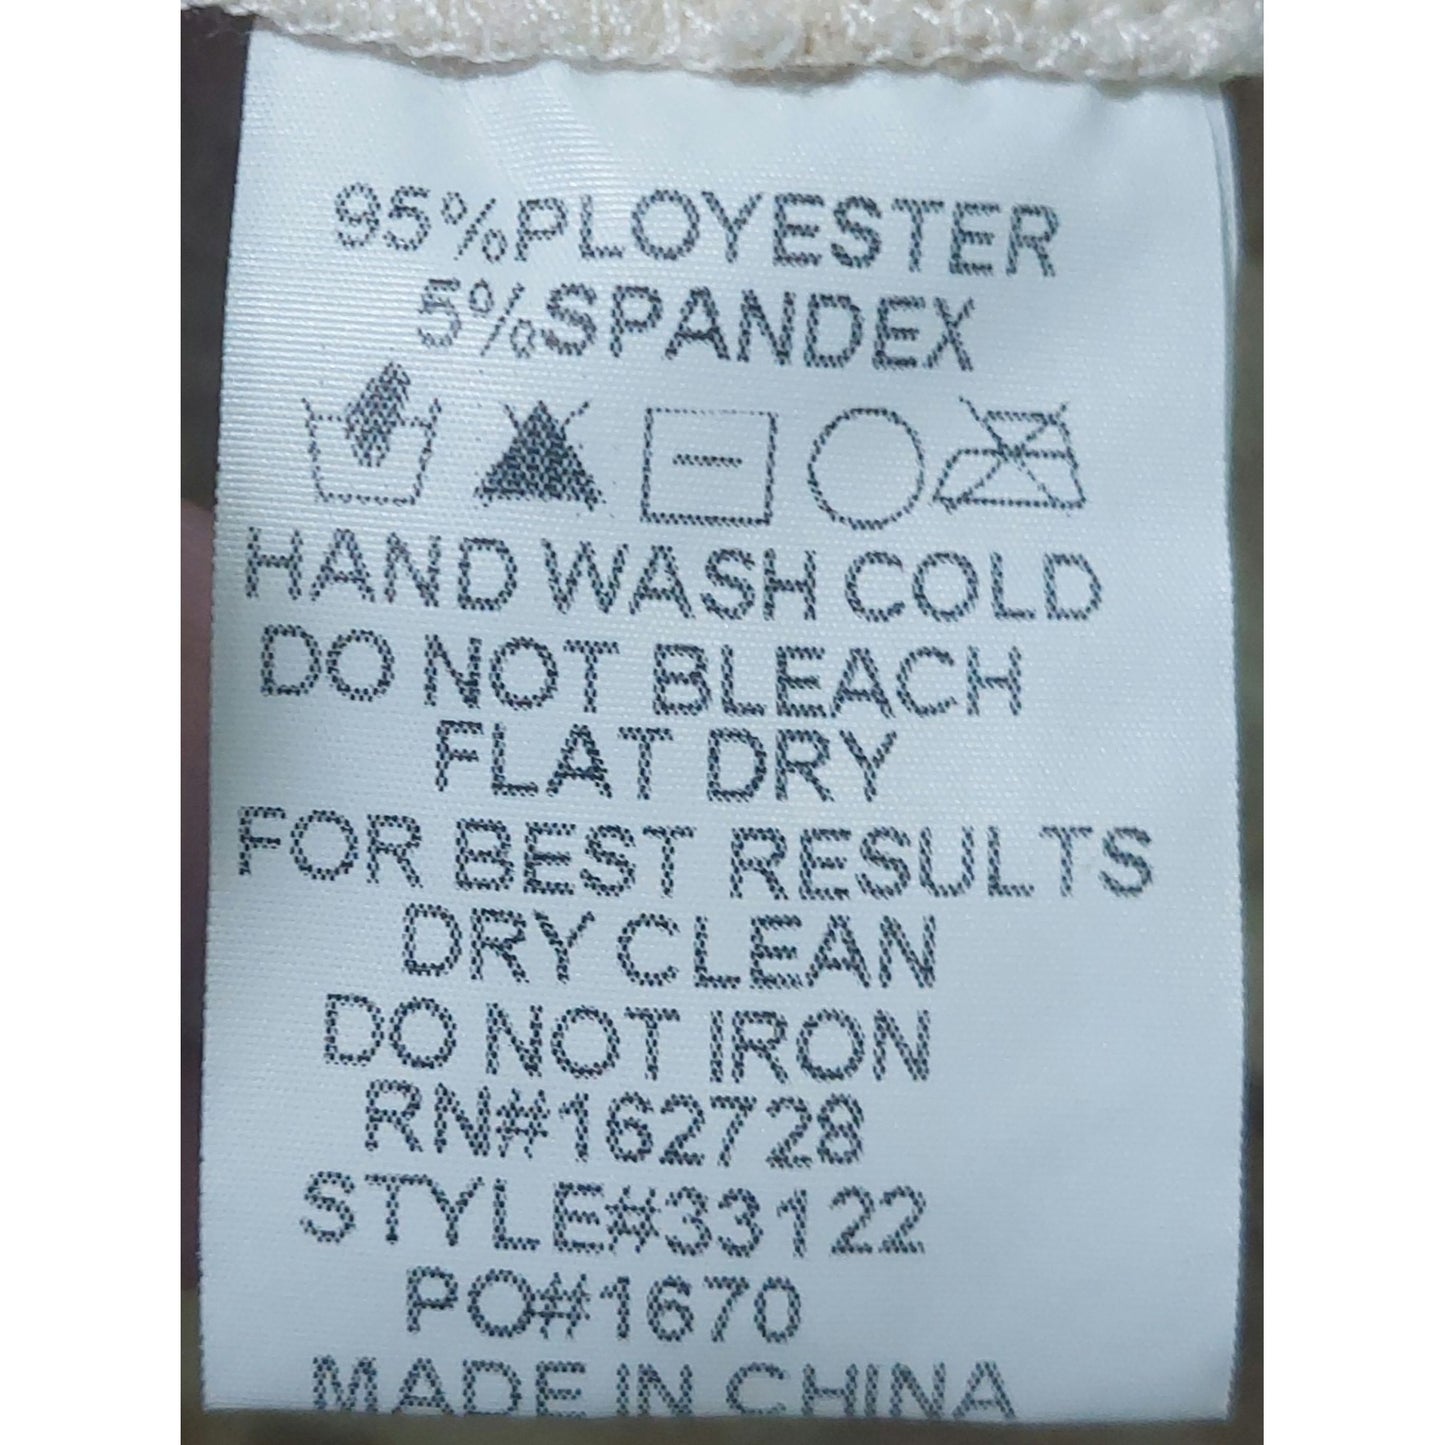 95%PLOYESTER
5%SPANDEX
HAND WASH COLD
DO NOT BLEACH
FLAT DRY
FOR BEST RESULTS
DRY CLEAN
DO NOT IRON
RN#162728
STYLE#33122
PO#1670
MADE IN CHINA